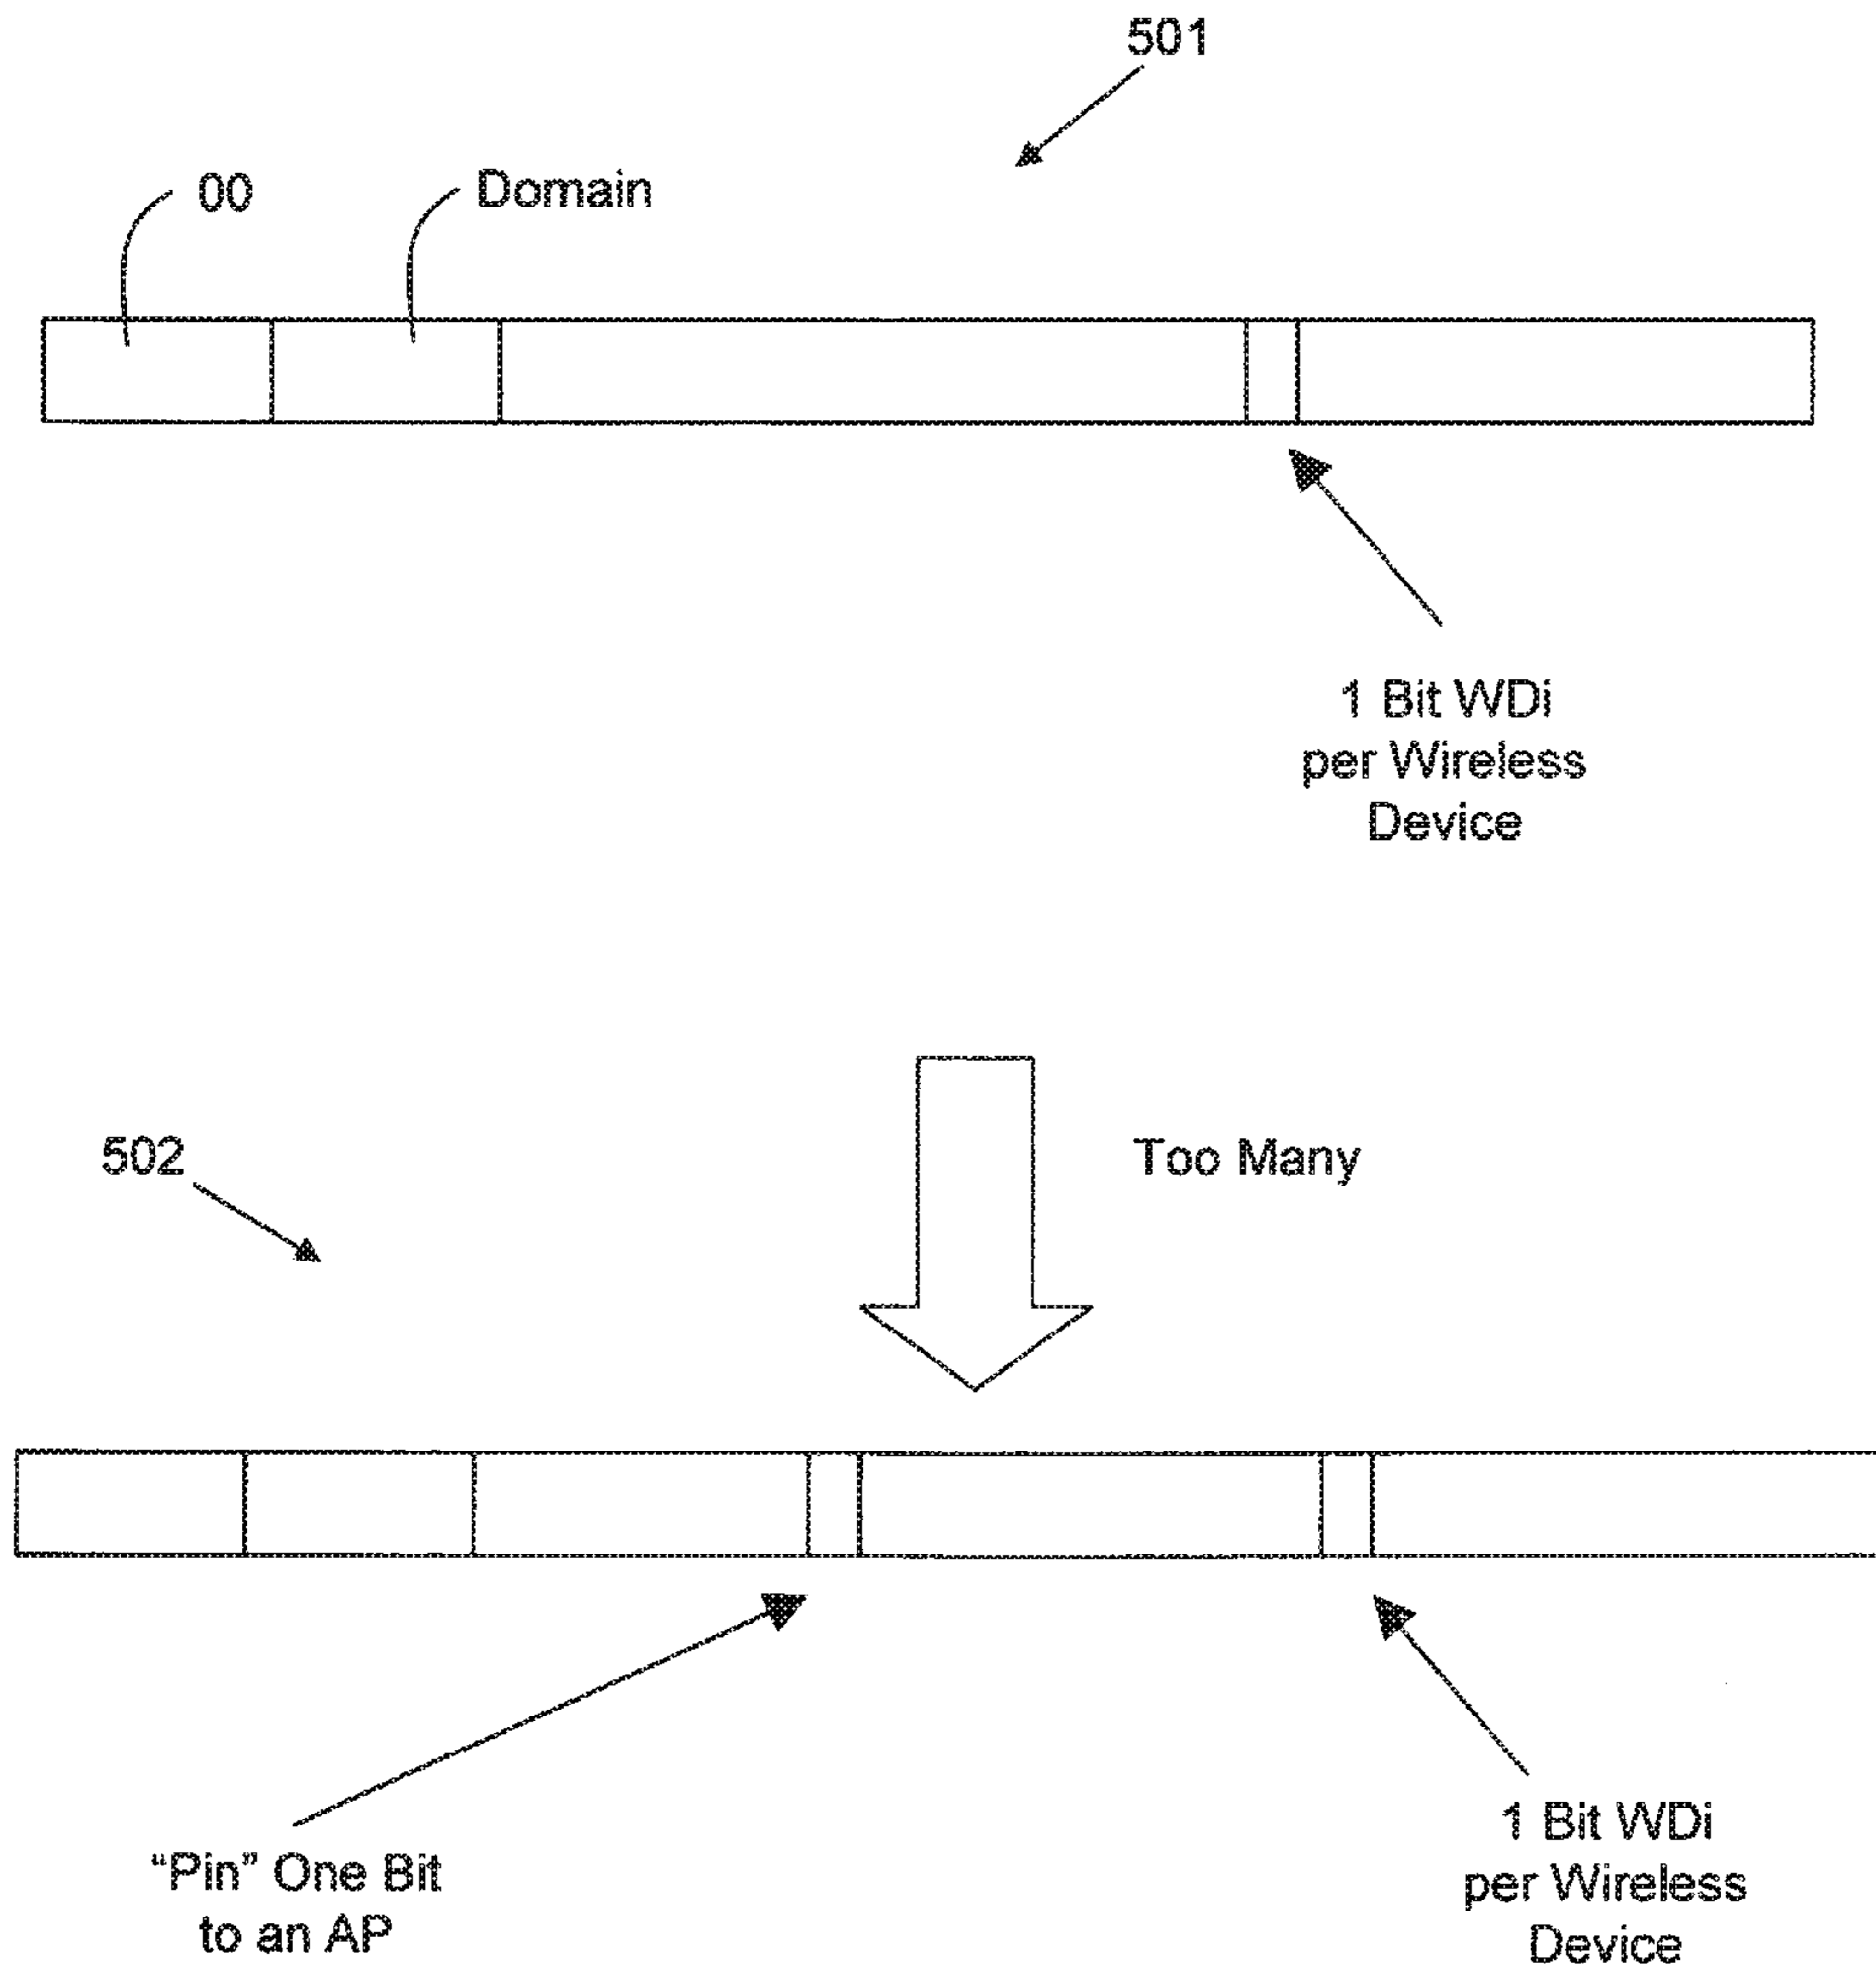 501
00
Domain
1 Bit WDi
per Wireless
Device
502
Too Many
“Pin” One Bit
to an AP
1 Bit WDi
per Wireless
Device